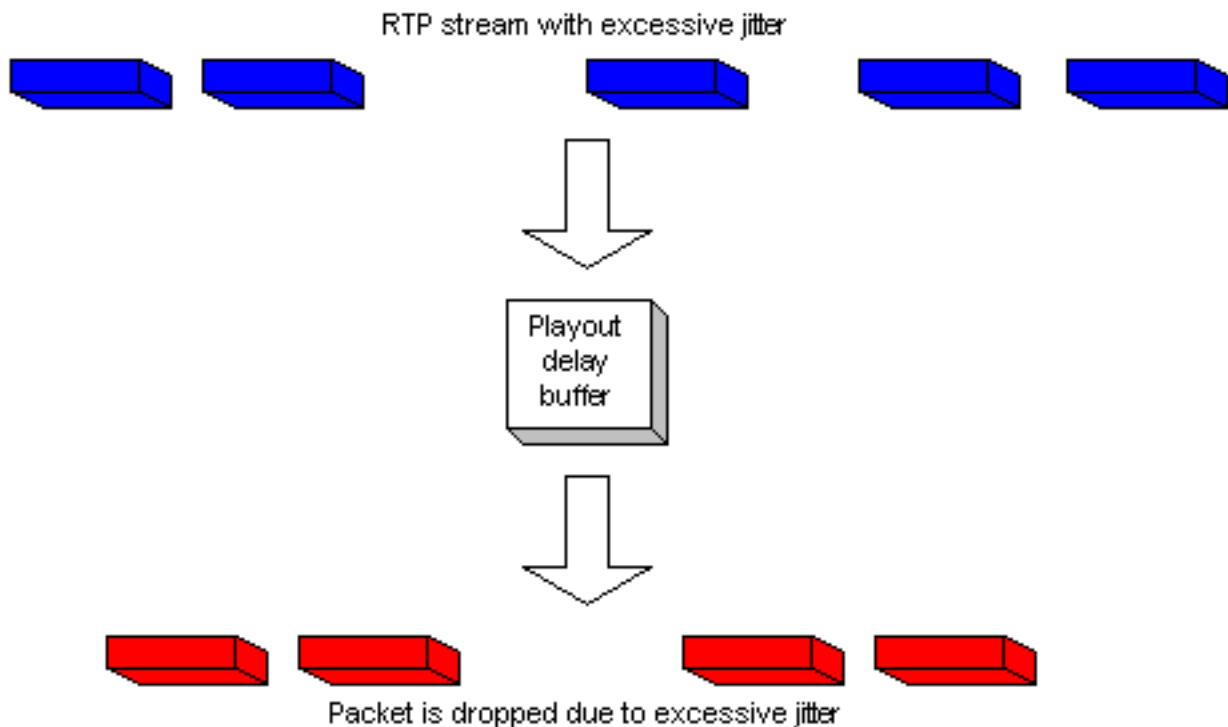 RTP stream with excessive jitter
Playout
delay
buffer
Packet is dropped due to excessive jitter